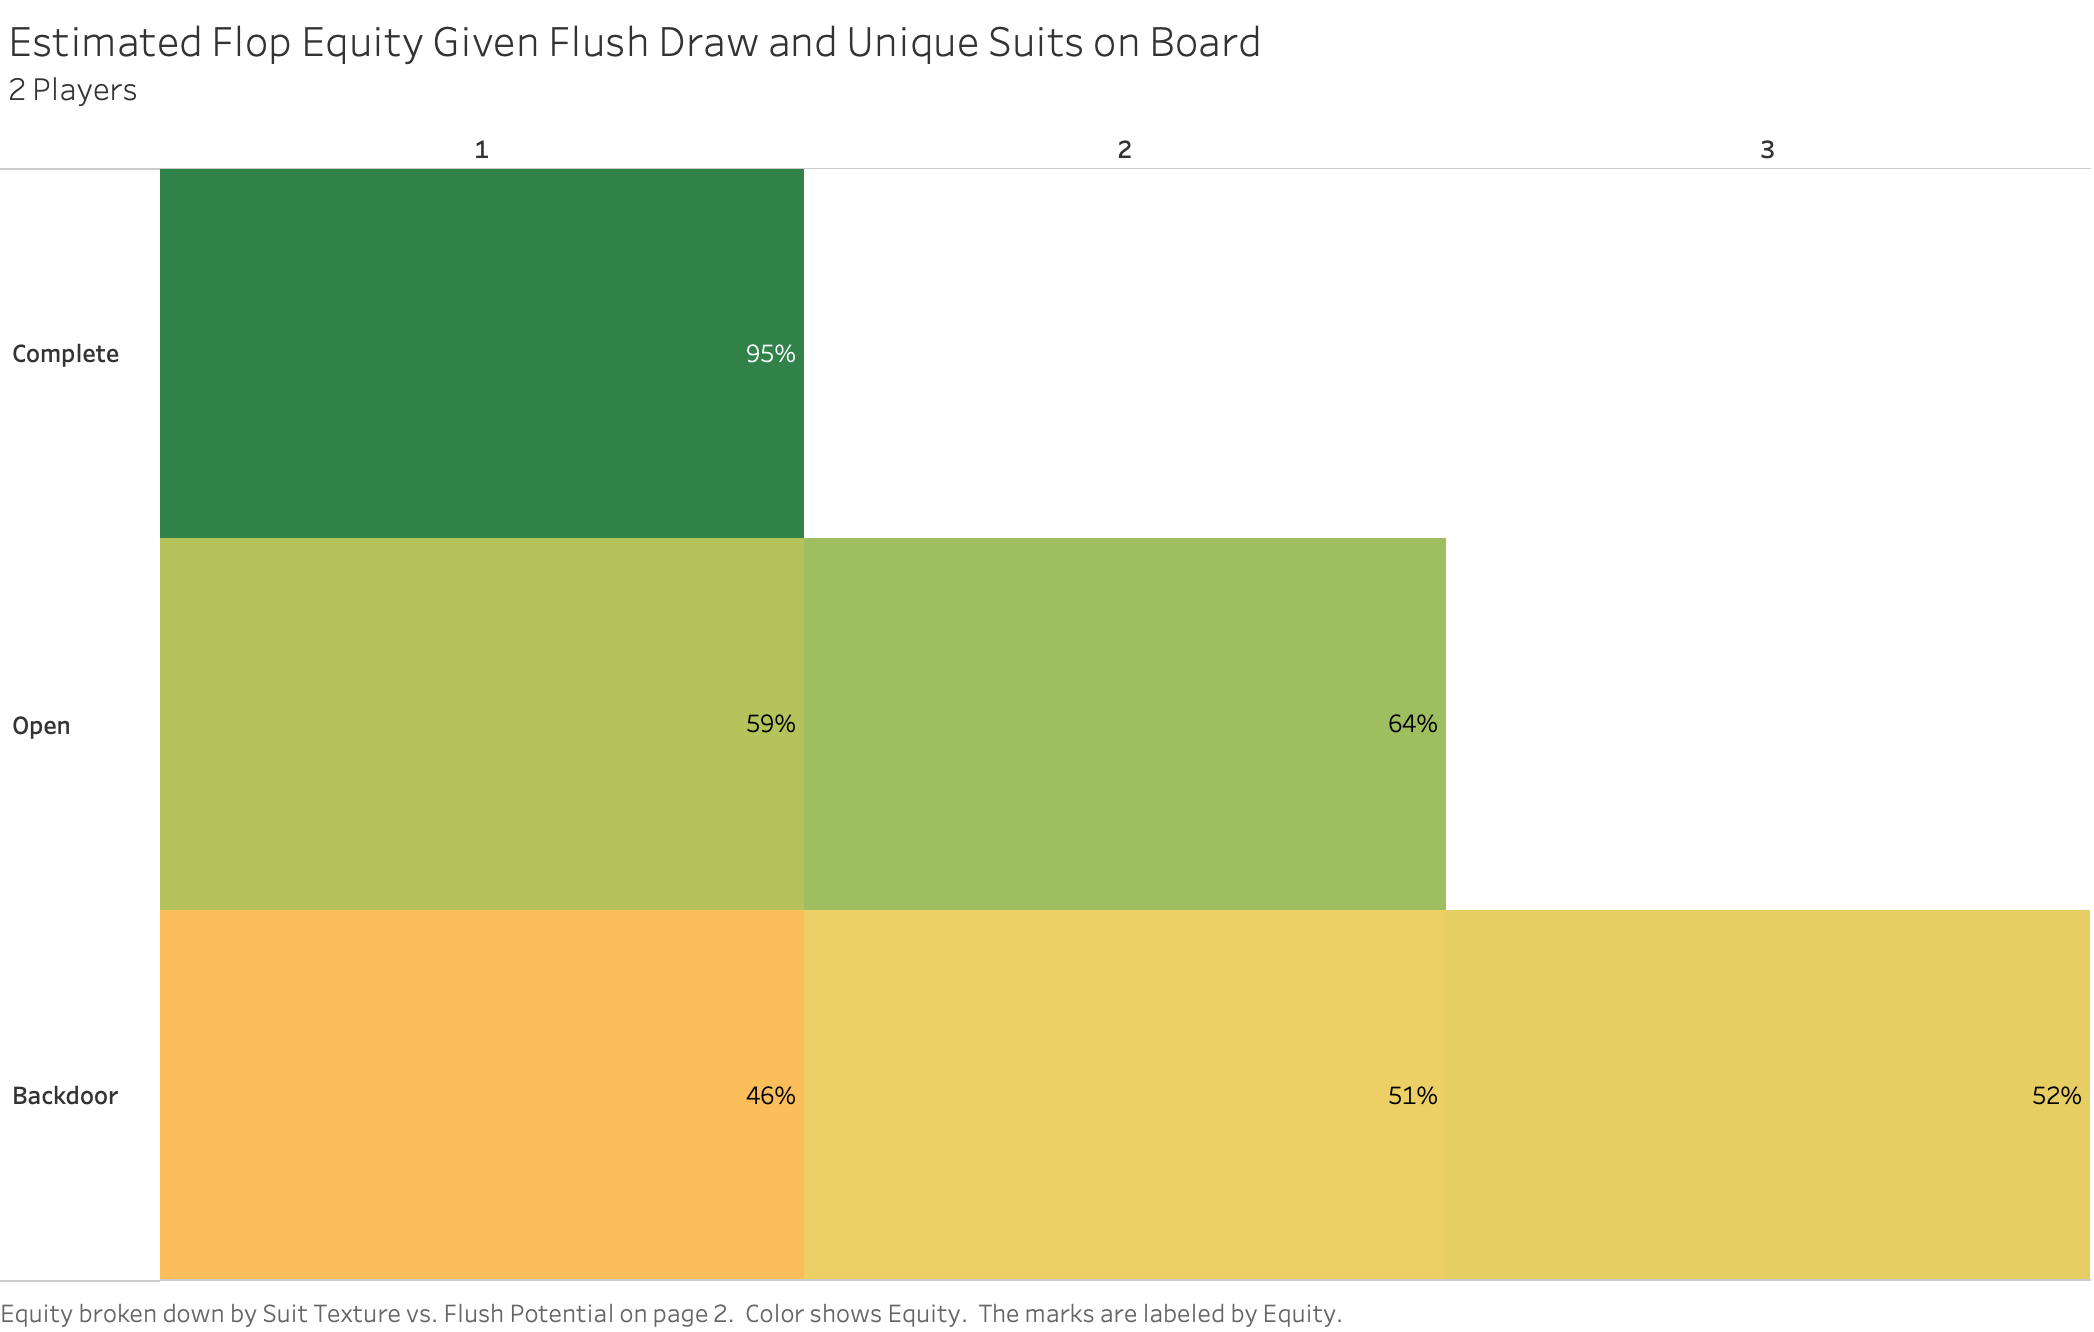 Estimated Flop Equity Given Flush Draw and Unique Suits on Board
2 Players
1 2 3
Complete 95%
Open 59% 64%
Backdoor 46% 51% 52%
Equity broken down by Suit Texture vs. Flush Potential on page 2.  Color shows Equity.  The marks are labeled by Equity.